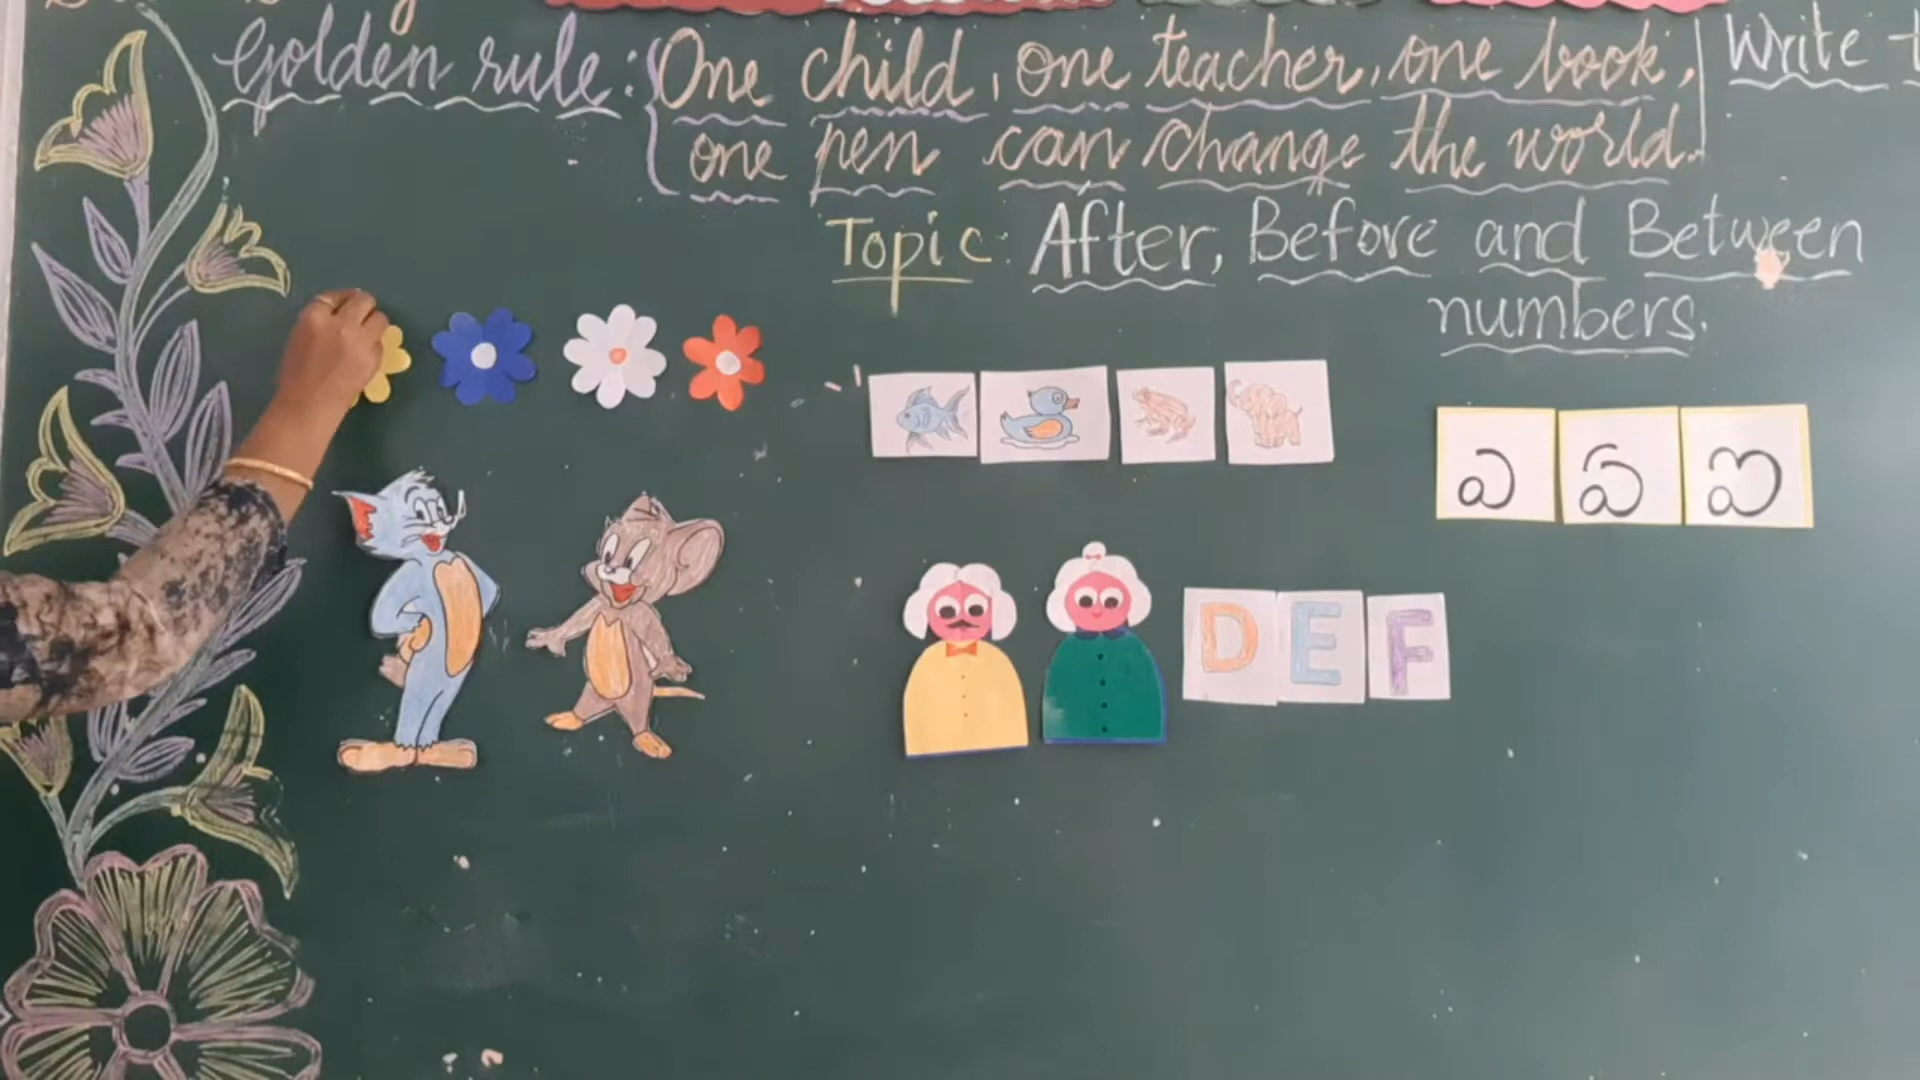 Golden rule: One child, one teacher, one book, Write
one pen can change the world.
Topic: After, Before and Between
numbers.
ఎ ఏ ఐ
D E F